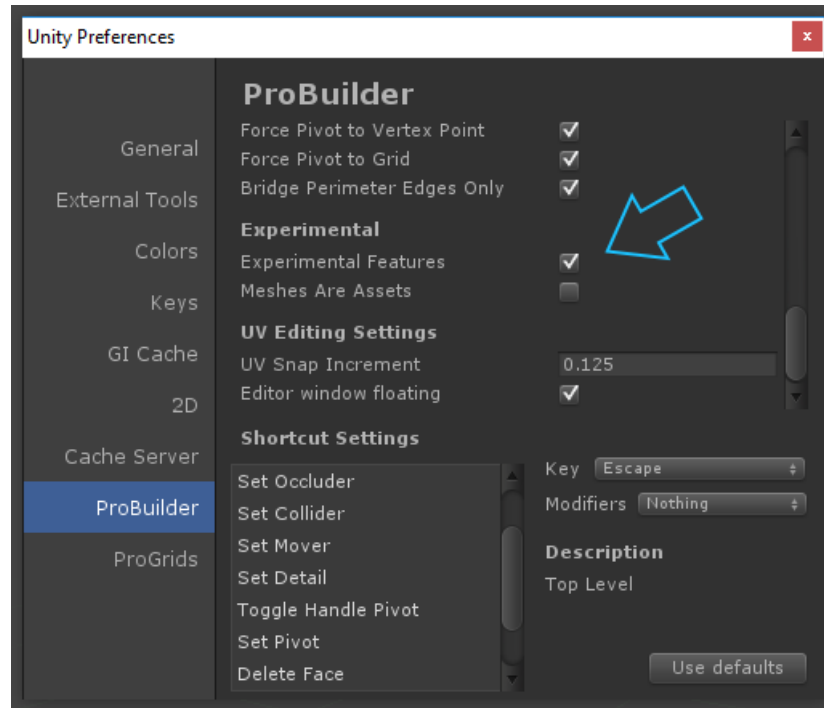 Unity Preferences
x
General
External Tools
Colors
Keys
GI Cache
2D
Cache Server
ProBuilder
ProGrids
ProBuilder
Force Pivot to Vertex Point
Force Pivot to Grid
Bridge Perimeter Edges Only
Experimental
Experimental Features
Meshes Are Assets
UV Editing Settings
UV Snap Increment 0.125
Editor window floating
Shortcut Settings
Set Occluder
Set Collider
Set Mover
Set Detail
Toggle Handle Pivot
Set Pivot
Delete Face
Key Escape
Modifiers Nothing
Description
Top Level
Use defaults